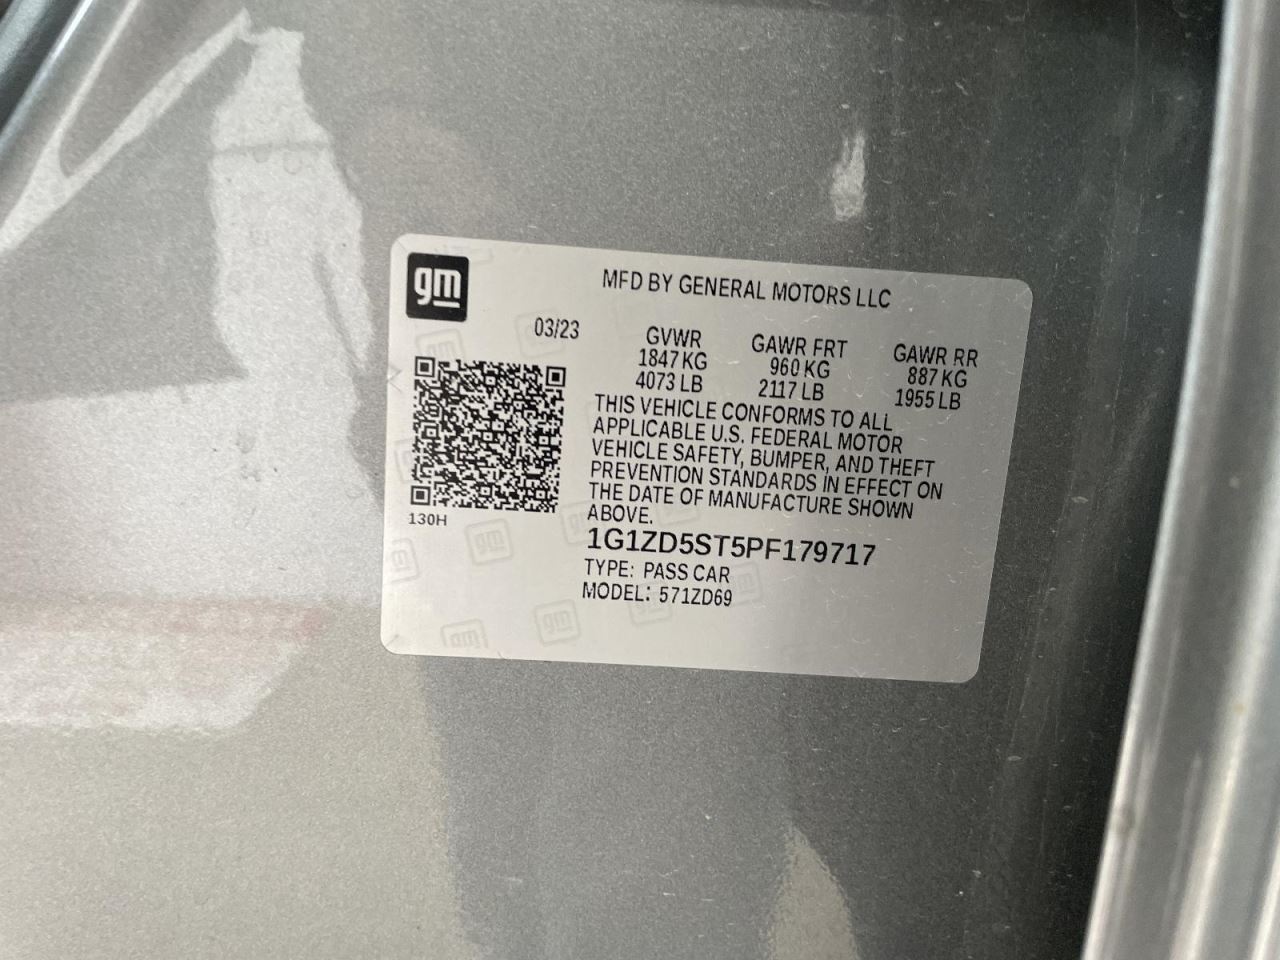 gm
MFD BY GENERAL MOTORS LLC
03/23 GVWR GAWR FRT GAWR RR
1847 KG 960 KG 887 KG
4073 LB 2117 LB 1955 LB
THIS VEHICLE CONFORMS TO ALL
APPLICABLE U.S. FEDERAL MOTOR
VEHICLE SAFETY, BUMPER, AND THEFT
PREVENTION STANDARDS IN EFFECT ON
THE DATE OF MANUFACTURE SHOWN
ABOVE.
130H
1G1ZD5ST5PF179717
TYPE: PASS CAR
MODEL: 571ZD69